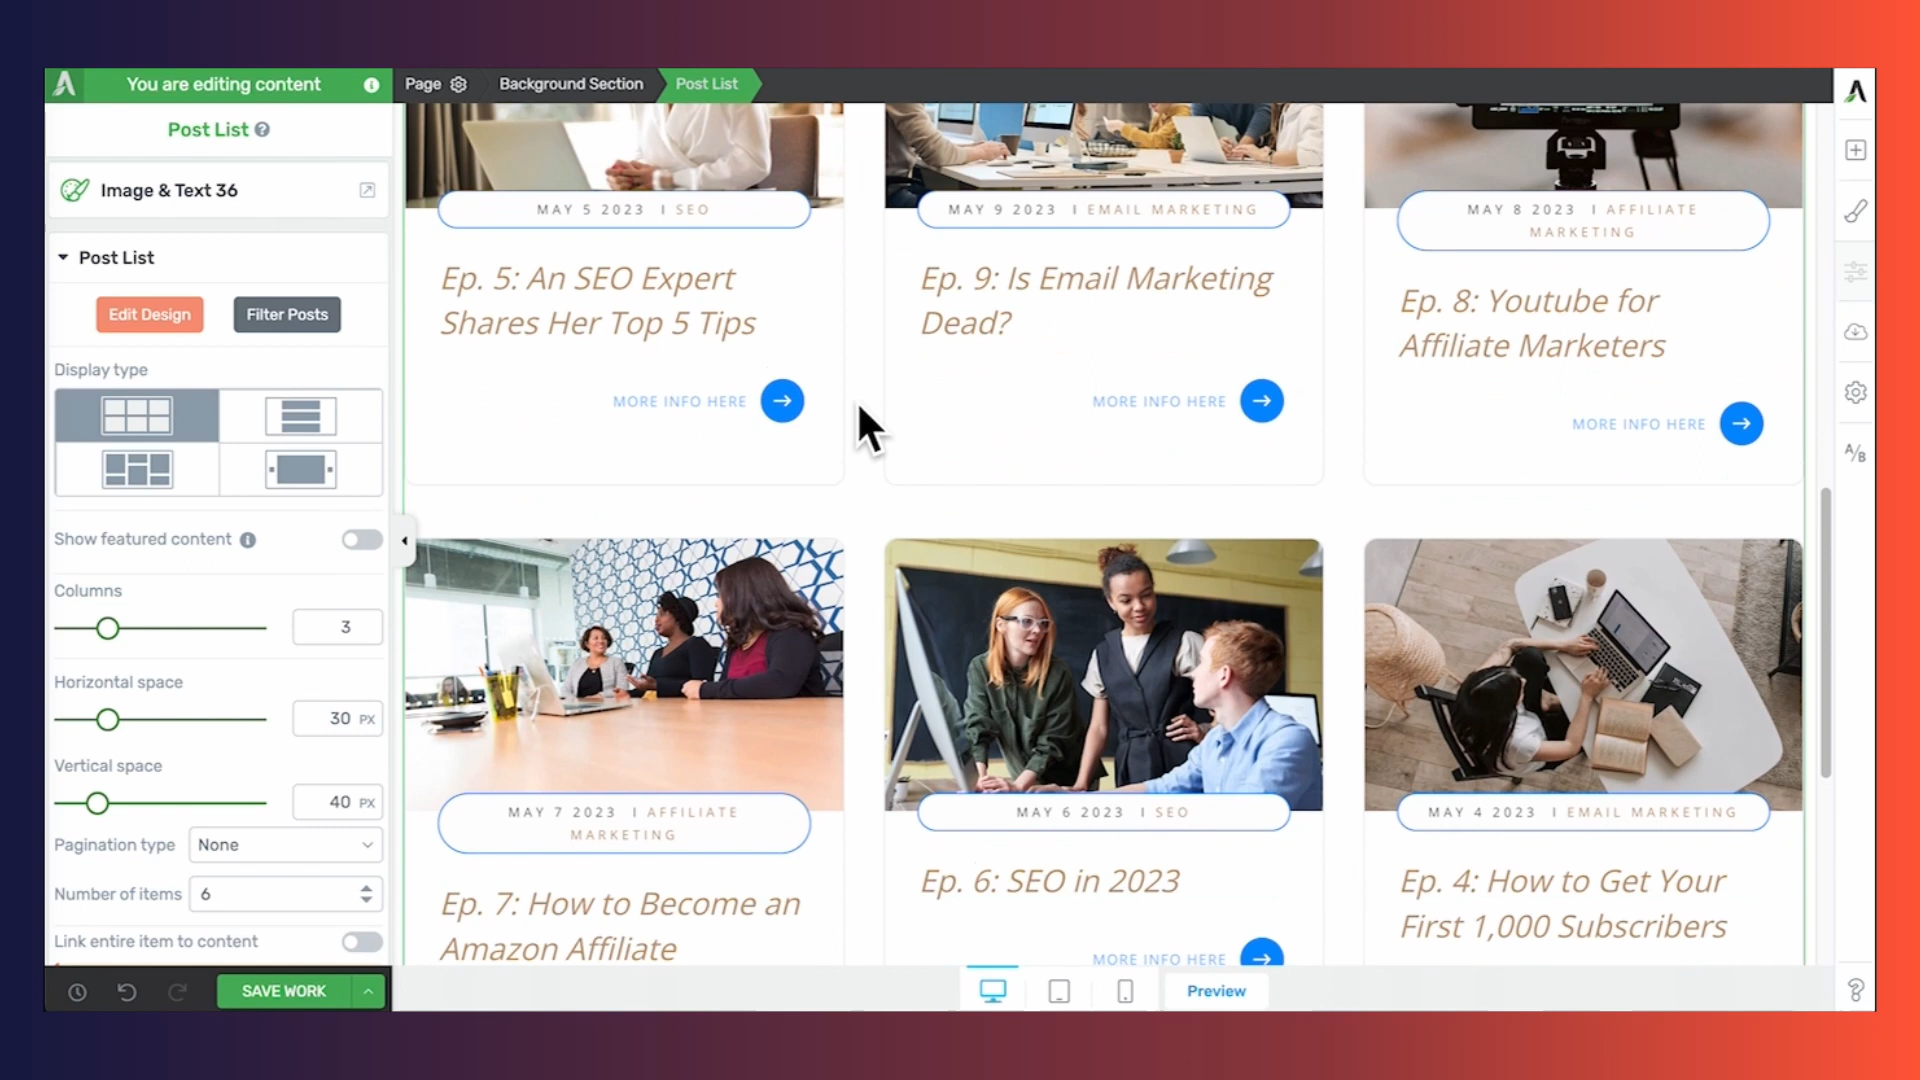 You are editing content
Page
Background Section
Post List
Post List
Image & Text 36
Post List
Edit Design
Filter Posts
Display type
Show featured content
Columns
3
Horizontal space
30 PX
Vertical space
40 PX
Pagination type
None
Number of items
6
Link entire item to content
SAVE WORK
MAY 5 2023 | SEO
Ep. 5: An SEO Expert
Shares Her Top 5 Tips
MORE INFO HERE
MAY 9 2023 | EMAIL MARKETING
Ep. 9: Is Email Marketing
Dead?
MORE INFO HERE
MAY 8 2023 | AFFILIATE
MARKETING
Ep. 8: Youtube for
Affiliate Marketers
MORE INFO HERE
MAY 7 2023 | AFFILIATE
MARKETING
Ep. 7: How to Become an
Amazon Affiliate
MAY 6 2023 | SEO
Ep. 6: SEO in 2023
MORE INFO HERE
MAY 4 2023 | EMAIL MARKETING
Ep. 4: How to Get Your
First 1,000 Subscribers
Preview
A/B